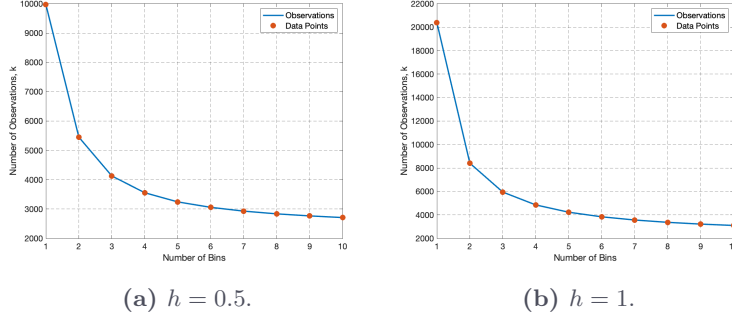 10000
9000
8000
7000
6000
5000
4000
3000
2000
Number of Observations, k
1 2 3 4 5 6 7 8 9 10
Number of Bins
Observations
Data Points
(a) h = 0.5.
22000
20000
18000
16000
14000
12000
10000
8000
6000
4000
2000
Number of Observations, k
1 2 3 4 5 6 7 8 9 1
Number of Bins
Observations
Data Points
(b) h = 1.